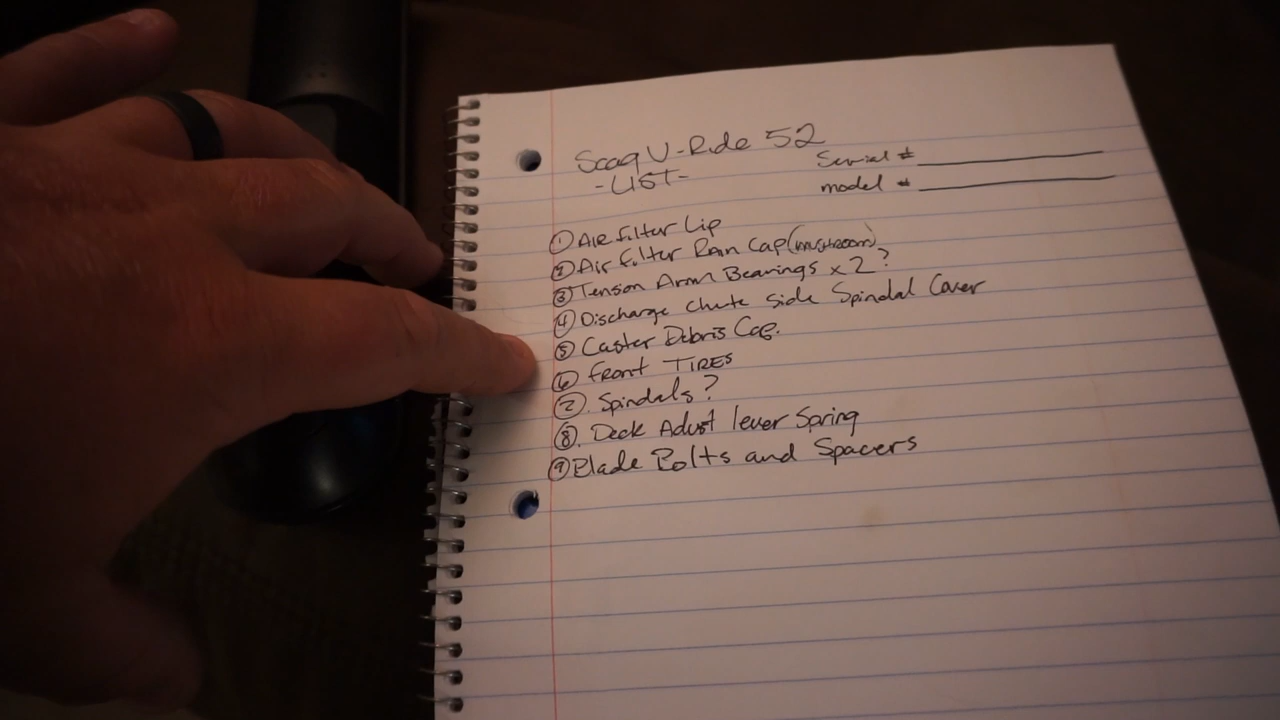 Scag V-Ride 52
-LIST-
Serial #
model #
① Air filter Lip
② Air filter Rain Cap (mushroom)
③ Tenson Arm Bearings x 2?
④ Discharge chute side Spindal Cover
⑤ Caster Debris Cap.
⑥ front TIRES
⑦. Spindals?
⑧. Deck Adust lever Spring
⑨ Blade Bolts and Spacers